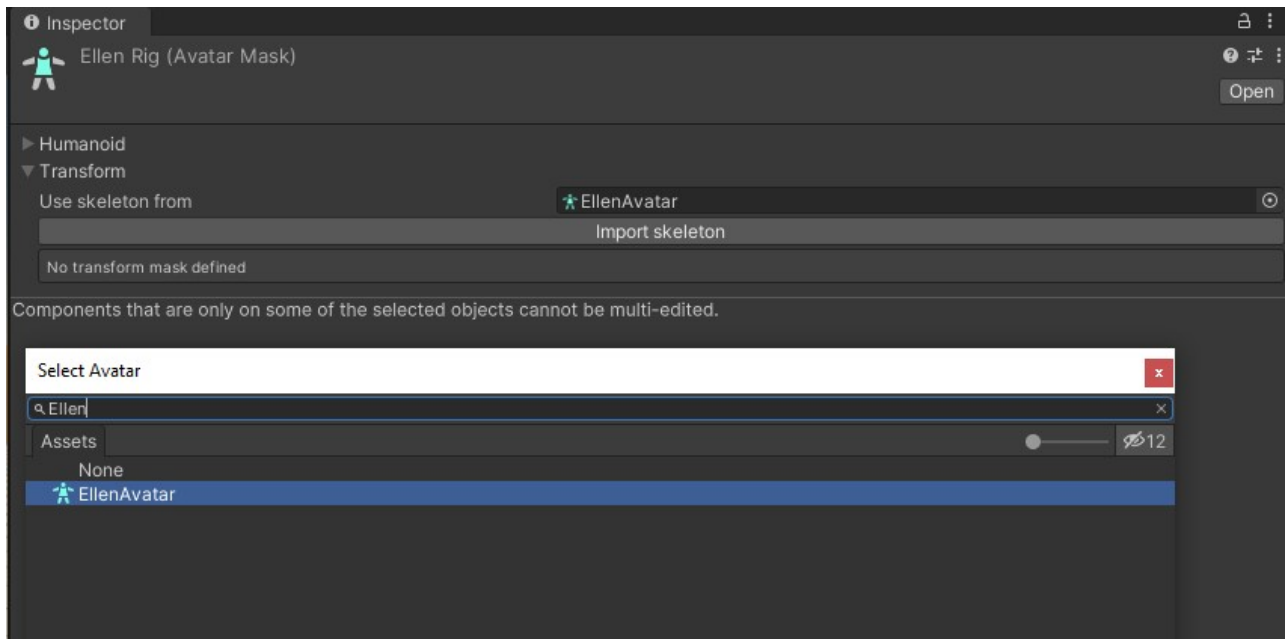 Inspector
Ellen Rig (Avatar Mask)
Open
Humanoid
Transform
Use skeleton from EllenAvatar
Import skeleton
No transform mask defined
Components that are only on some of the selected objects cannot be multi-edited.
Select Avatar
Ellen
Assets 12
None
EllenAvatar